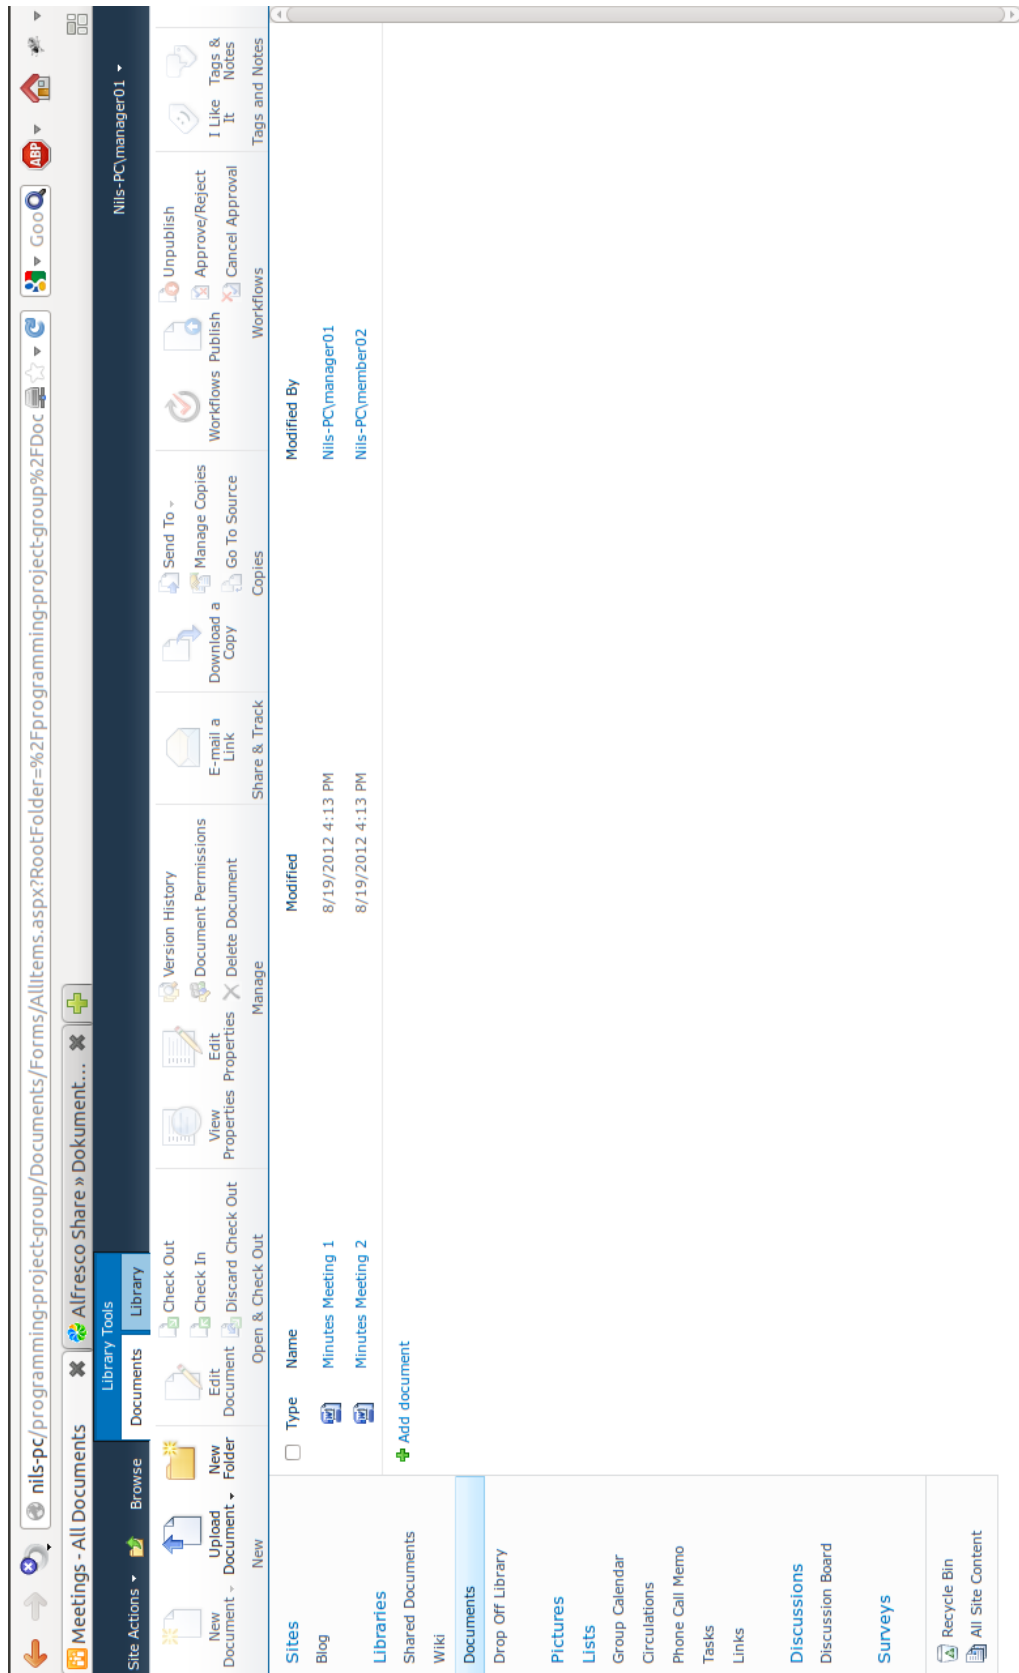 nils-pc/programming-project-group/Documents/Forms/AllItems.aspx?RootFolder=%2Fprogramming-project-group%2FDoc
Goo
ABP
Meetings - All Documents
Alfresco Share » Dokument...
Site Actions
Browse
Library Tools
Documents
Library
Nils-PC\manager01
New
Document
Upload
Document
New
Folder
New
Edit
Document
Check Out
Check In
Discard Check Out
Open & Check Out
View
Properties
Edit
Properties
Version History
Document Permissions
Delete Document
Manage
E-mail a
Link
Share & Track
Download a
Copy
Send To
Manage Copies
Go To Source
Copies
Workflows
Publish
Unpublish
Approve/Reject
Cancel Approval
Workflows
I Like
It
Tags &
Notes
Tags and Notes
Sites
Blog
Libraries
Shared Documents
Wiki
Documents
Drop Off Library
Pictures
Lists
Group Calendar
Circulations
Phone Call Memo
Tasks
Links
Discussions
Discussion Board
Surveys
Recycle Bin
All Site Content
Type Name Modified Modified By
Minutes Meeting 1 8/19/2012 4:13 PM Nils-PC\manager01
Minutes Meeting 2 8/19/2012 4:13 PM Nils-PC\member02
Add document